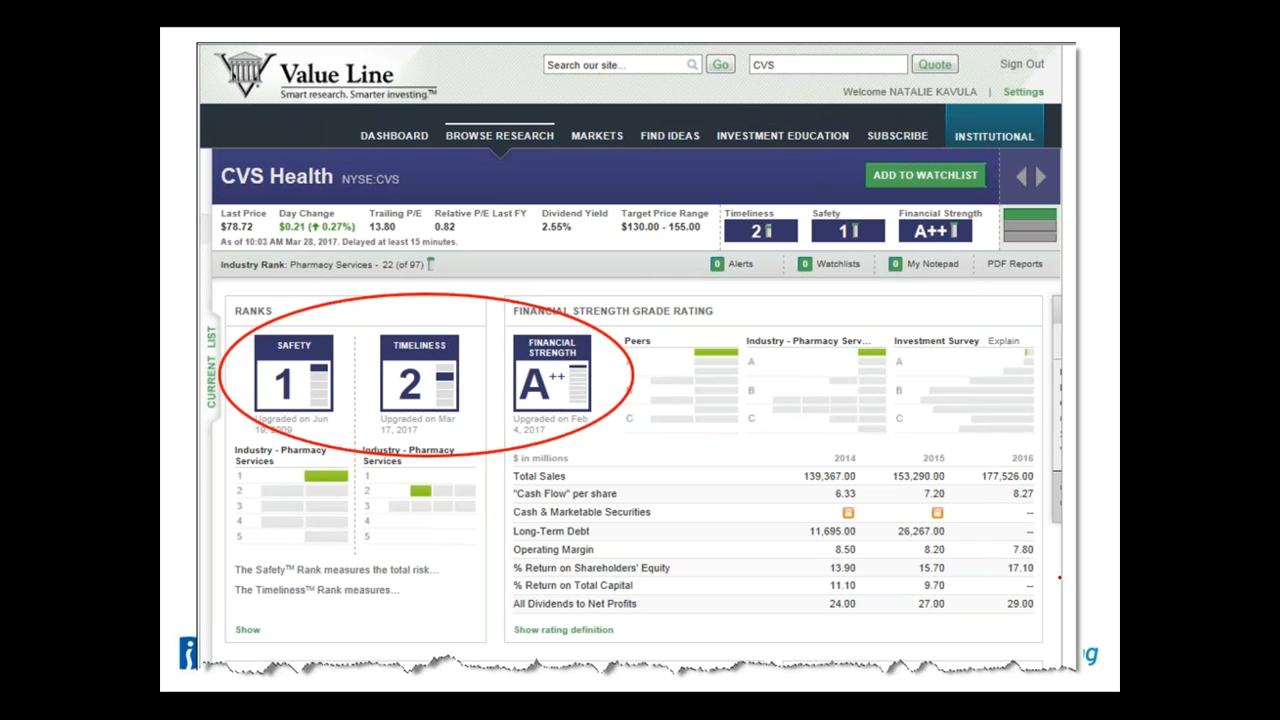 Value Line
Smart research. Smarter investing.™
Search our site...
Go
CVS
Quote
Sign Out
Welcome NATALIE KAVULA | Settings
DASHBOARD BROWSE RESEARCH MARKETS FIND IDEAS INVESTMENT EDUCATION SUBSCRIBE INSTITUTIONAL
CVS Health NYSE:CVS
ADD TO WATCHLIST
Last Price Day Change Trailing P/E Relative P/E Last FY Dividend Yield Target Price Range Timeliness Safety Financial Strength
$78.72 $0.21 (↑ 0.27%) 13.80 0.82 2.55% $130.00 - 155.00 2 1 A++
As of 10:03 AM Mar 28, 2017. Delayed at least 15 minutes.
Industry Rank: Pharmacy Services - 22 (of 97)
0 Alerts 0 Watchlists 0 My Notepad PDF Reports
CURRENT LIST
RANKS
SAFETY
1
Upgraded on Jun
19, 2009
TIMELINESS
2
Upgraded on Mar
17, 2017
Industry - Pharmacy
Services
1
2
3
4
5
Industry - Pharmacy
Services
1
2
3
4
5
The Safety™ Rank measures the total risk...
The Timeliness™ Rank measures...
Show
FINANCIAL STRENGTH GRADE RATING
FINANCIAL
STRENGTH
A++
Upgraded on Feb
4, 2017
Peers
A
B
C
Industry - Pharmacy Serv...
A
B
C
Investment Survey Explain
A
B
C
$ in millions 2014 2015 2016
Total Sales 139,367.00 153,290.00 177,526.00
"Cash Flow" per share 6.33 7.20 8.27
Cash & Marketable Securities --
Long-Term Debt 11,695.00 26,267.00 --
Operating Margin 8.50 8.20 7.80
% Return on Shareholders' Equity 13.90 15.70 17.10
% Return on Total Capital 11.10 9.70 --
All Dividends to Net Profits 24.00 27.00 29.00
Show rating definition